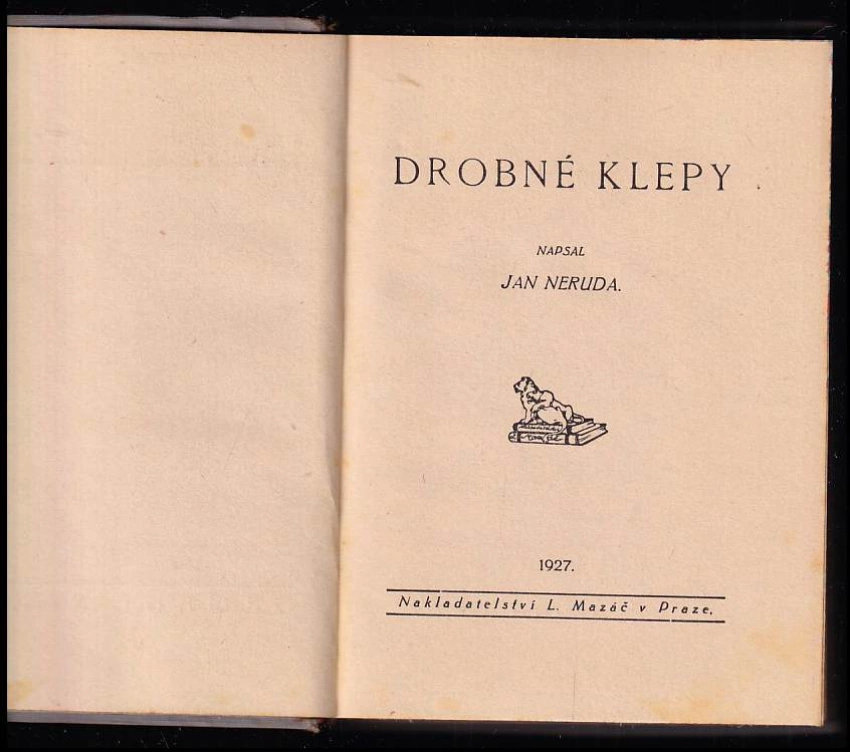 DROBNÉ KLEPY
NAPSAL
JAN NERUDA.
1927.
Nakladatelství L. Mazáč v Praze.